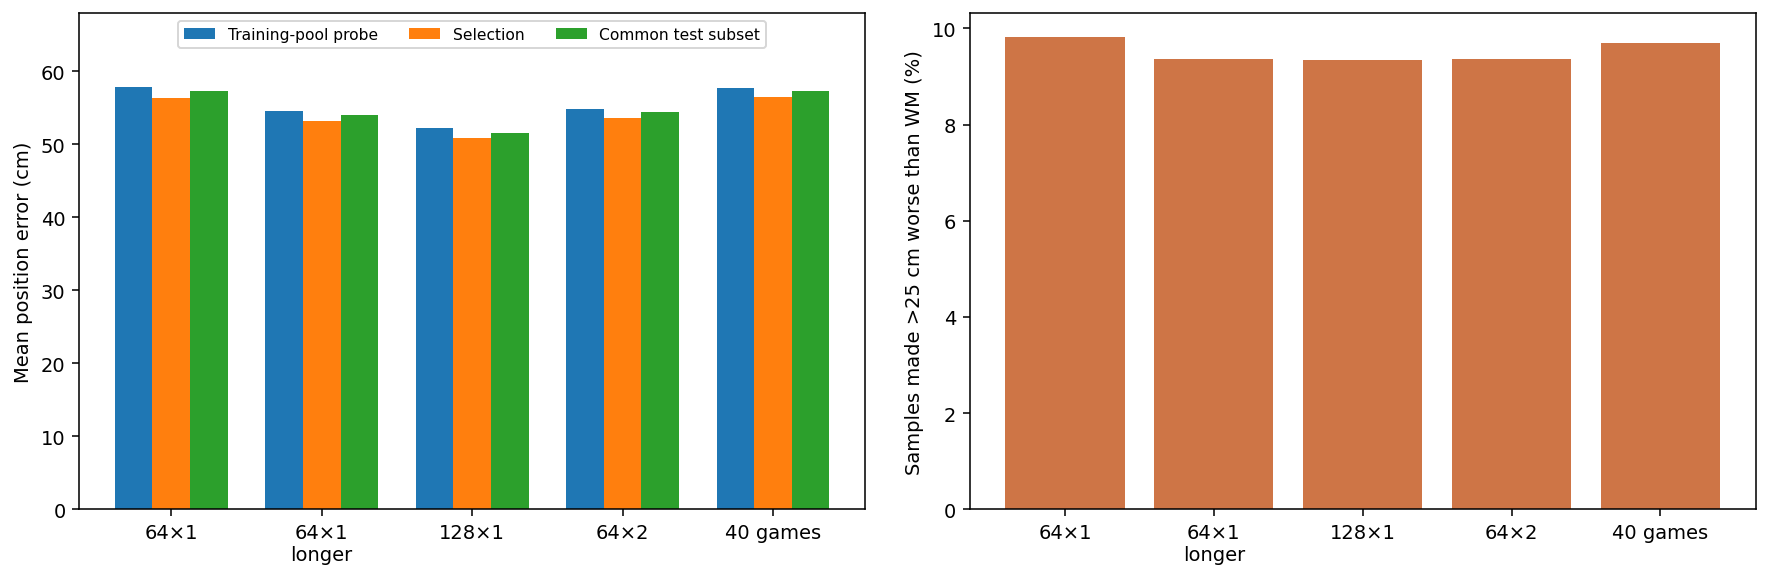 Mean position error (cm)
Training-pool probe Selection Common test subset
60
50
40
30
20
10
0
64×1 64×1 longer 128×1 64×2 40 games
Samples made >25 cm worse than WM (%)
10
8
6
4
2
0
64×1 64×1 longer 128×1 64×2 40 games